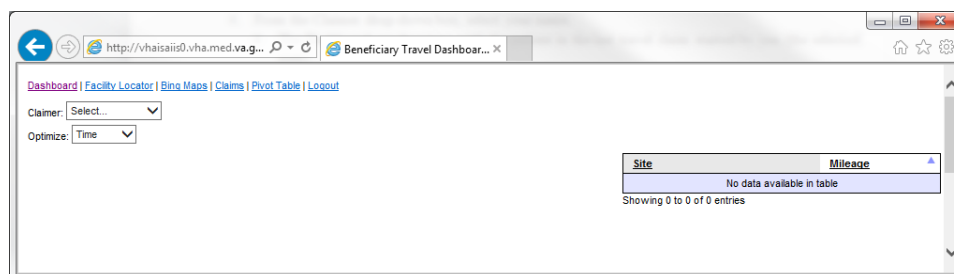 http://vhaisaiis0.vha.med.va.g...
Beneficiary Travel Dashboar...
Dashboard | Facility Locator | Bing Maps | Claims | Pivot Table | Logout
Claimer: Select...
Optimize: Time
Site Mileage
No data available in table
Showing 0 to 0 of 0 entries